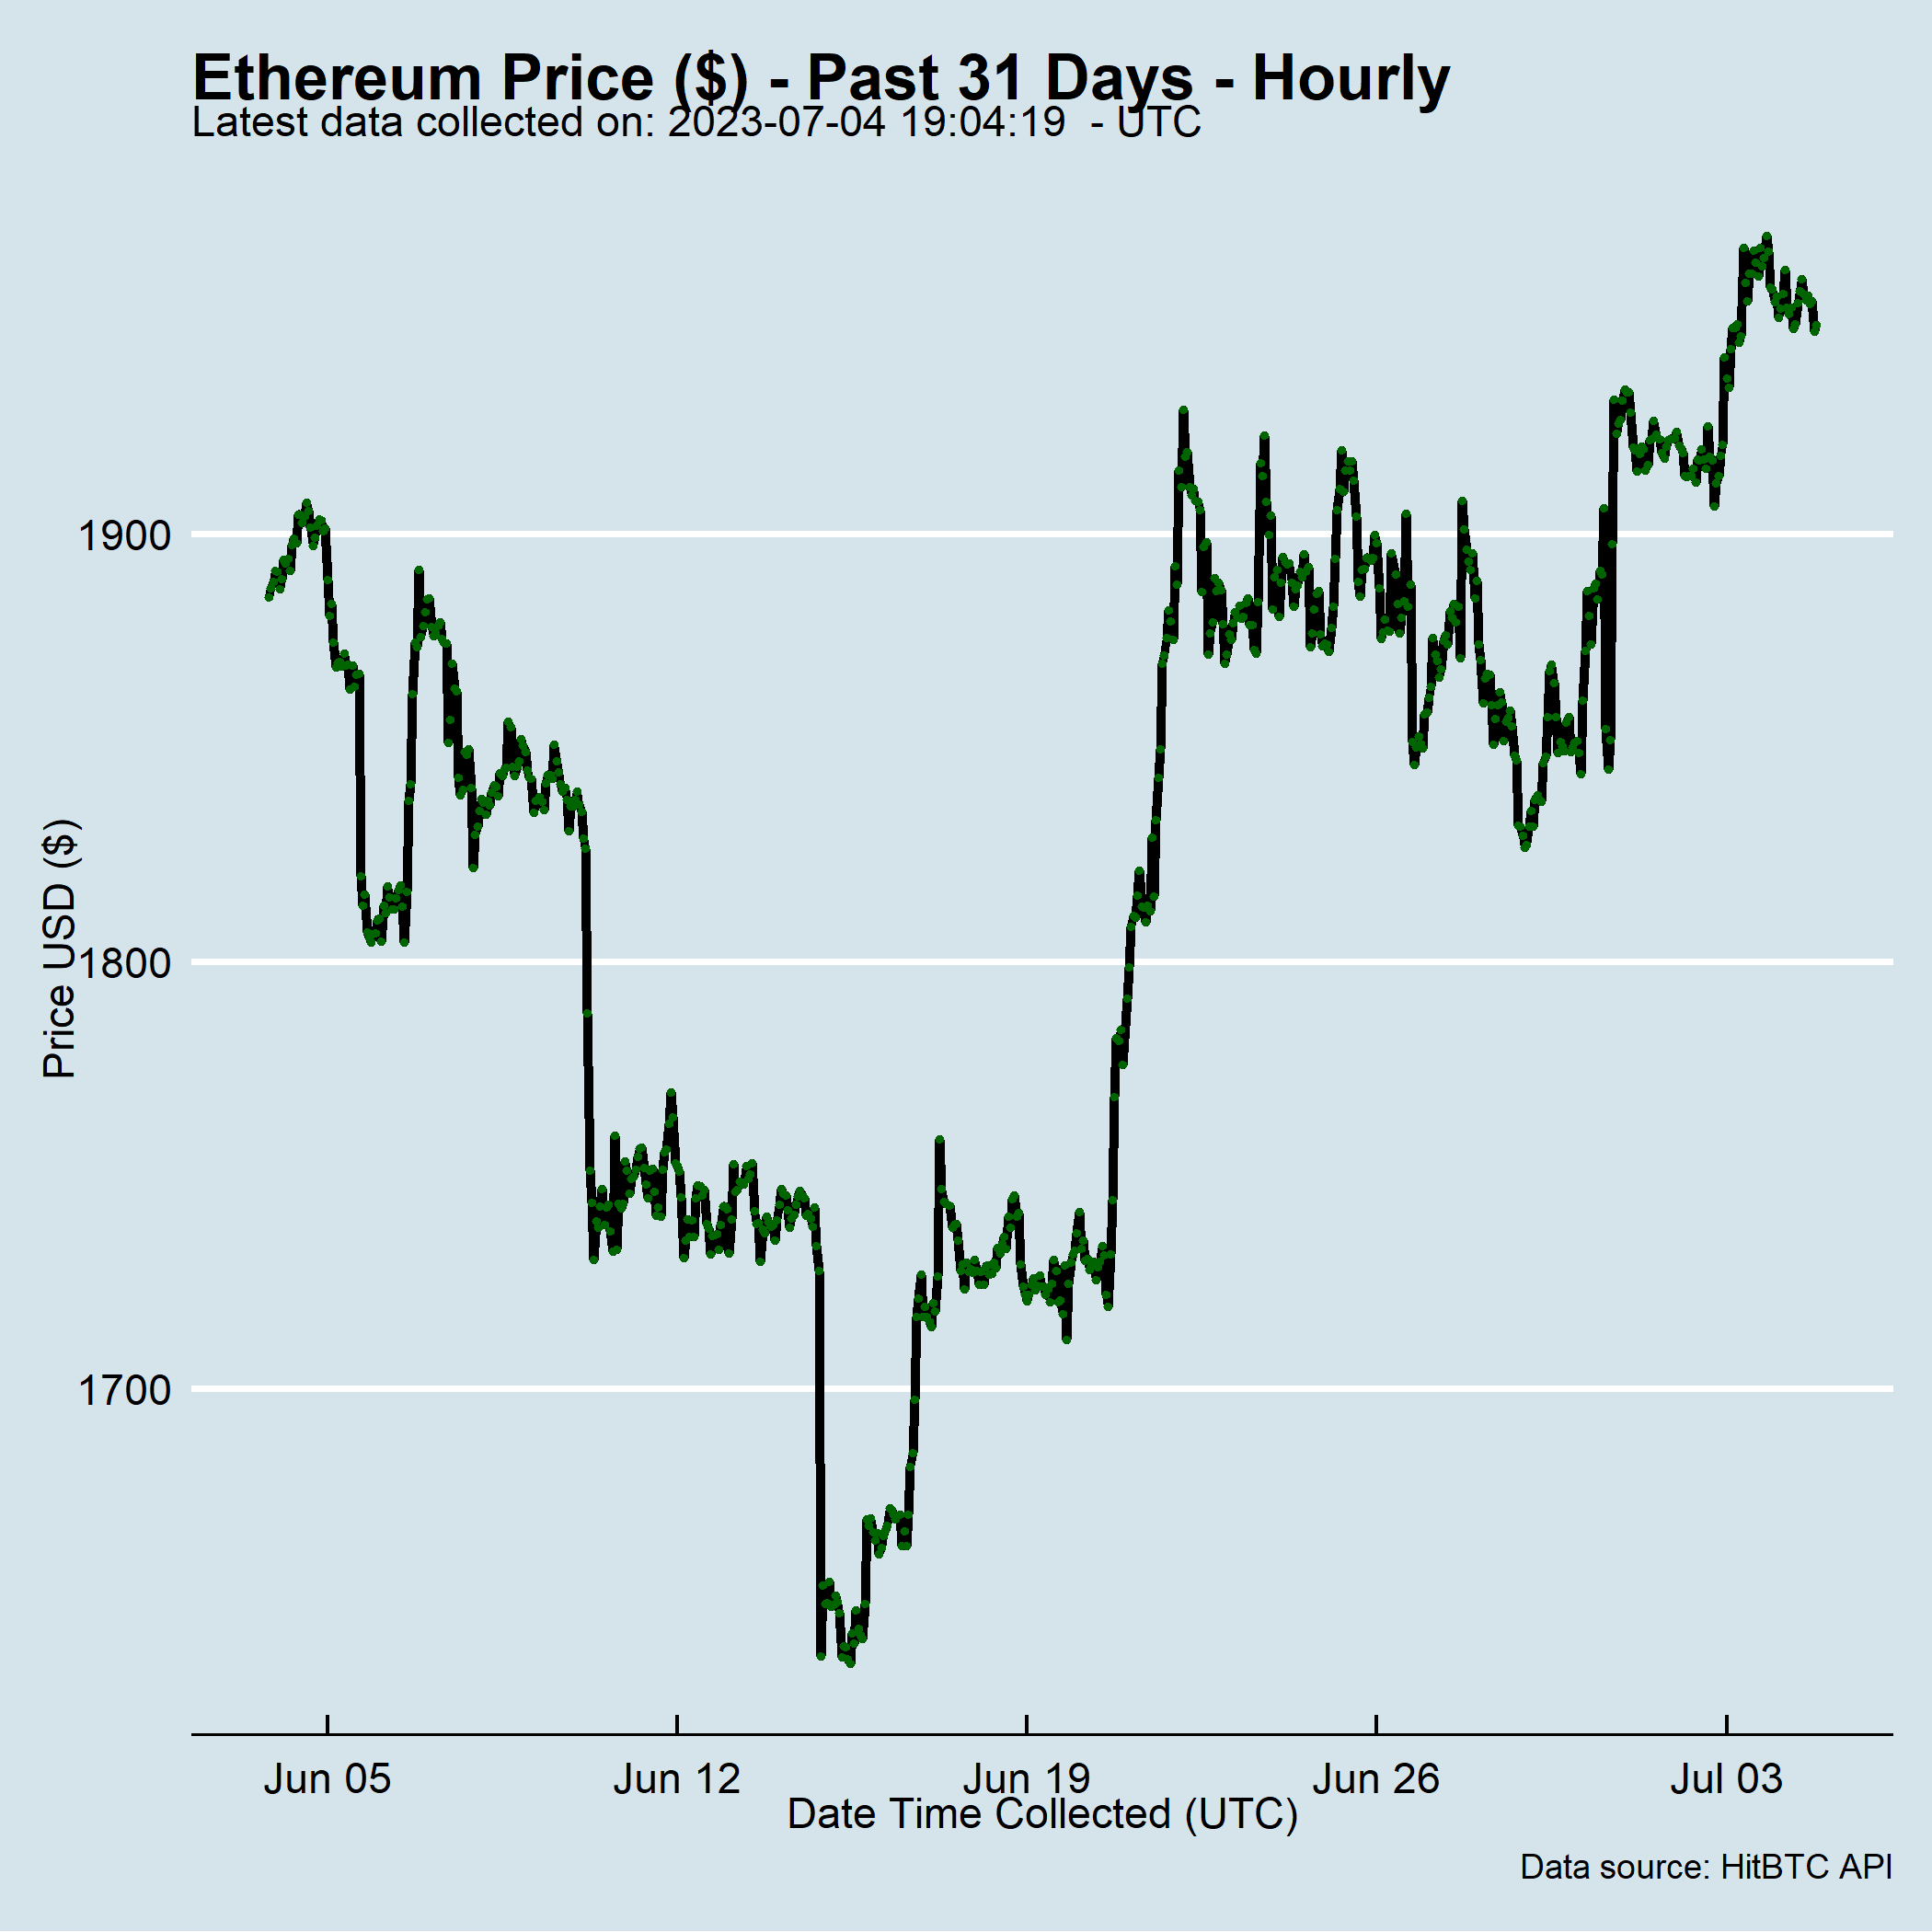 Ethereum Price ($) - Past 31 Days - Hourly
Latest data collected on: 2023-07-04 19:04:19  - UTC
Price USD ($)
1900
1800
1700
Jun 05
Jun 12
Jun 19
Jun 26
Jul 03
Date Time Collected (UTC)
Data source: HitBTC API